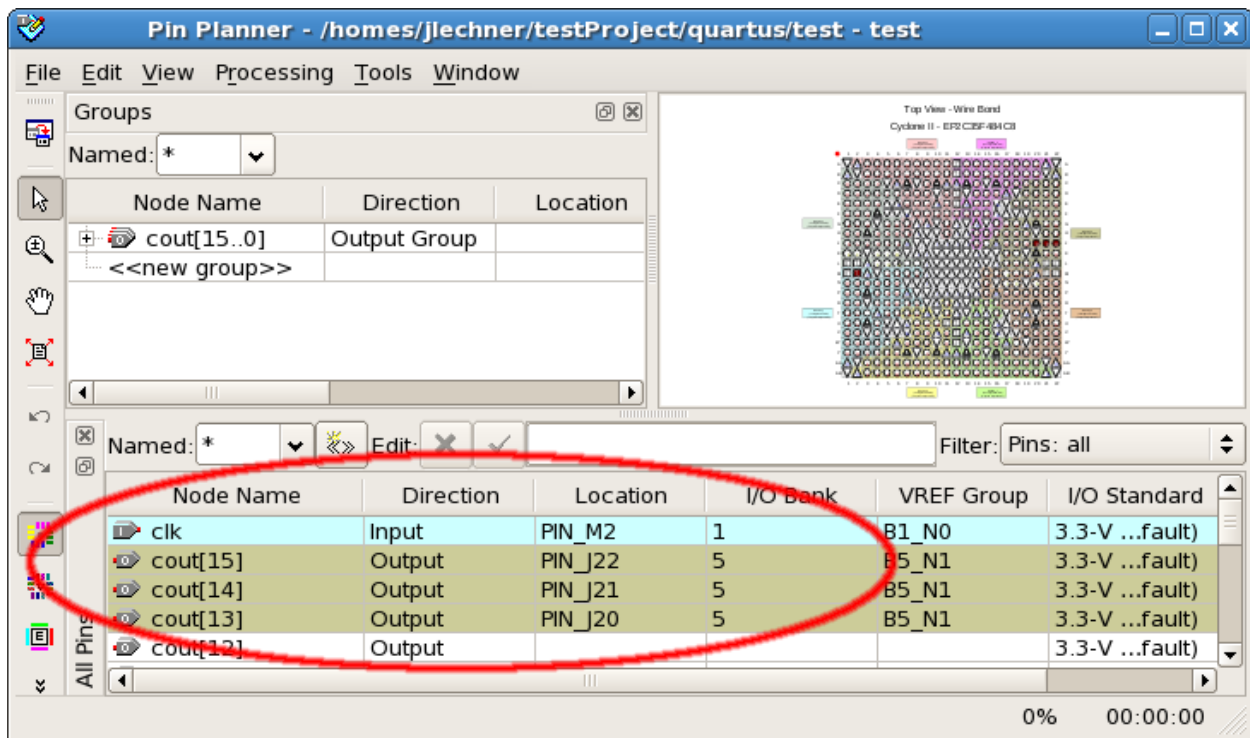 Pin Planner - /homes/jlechner/testProject/quartus/test - test
File Edit View Processing Tools Window
Groups
Named: *
Node Name Direction Location
cout[15..0] Output Group
<<new group>>
Top View - Wire Bond
Cyclone II - EP2C35F484C8
Named: * Edit: Filter: Pins: all
Node Name Direction Location I/O Bank VREF Group I/O Standard
clk Input PIN_M2 1 B1_N0 3.3-V ...fault)
cout[15] Output PIN_J22 5 B5_N1 3.3-V ...fault)
cout[14] Output PIN_J21 5 B5_N1 3.3-V ...fault)
cout[13] Output PIN_J20 5 B5_N1 3.3-V ...fault)
cout[12] Output 3.3-V ...fault)
All Pins
0% 00:00:00